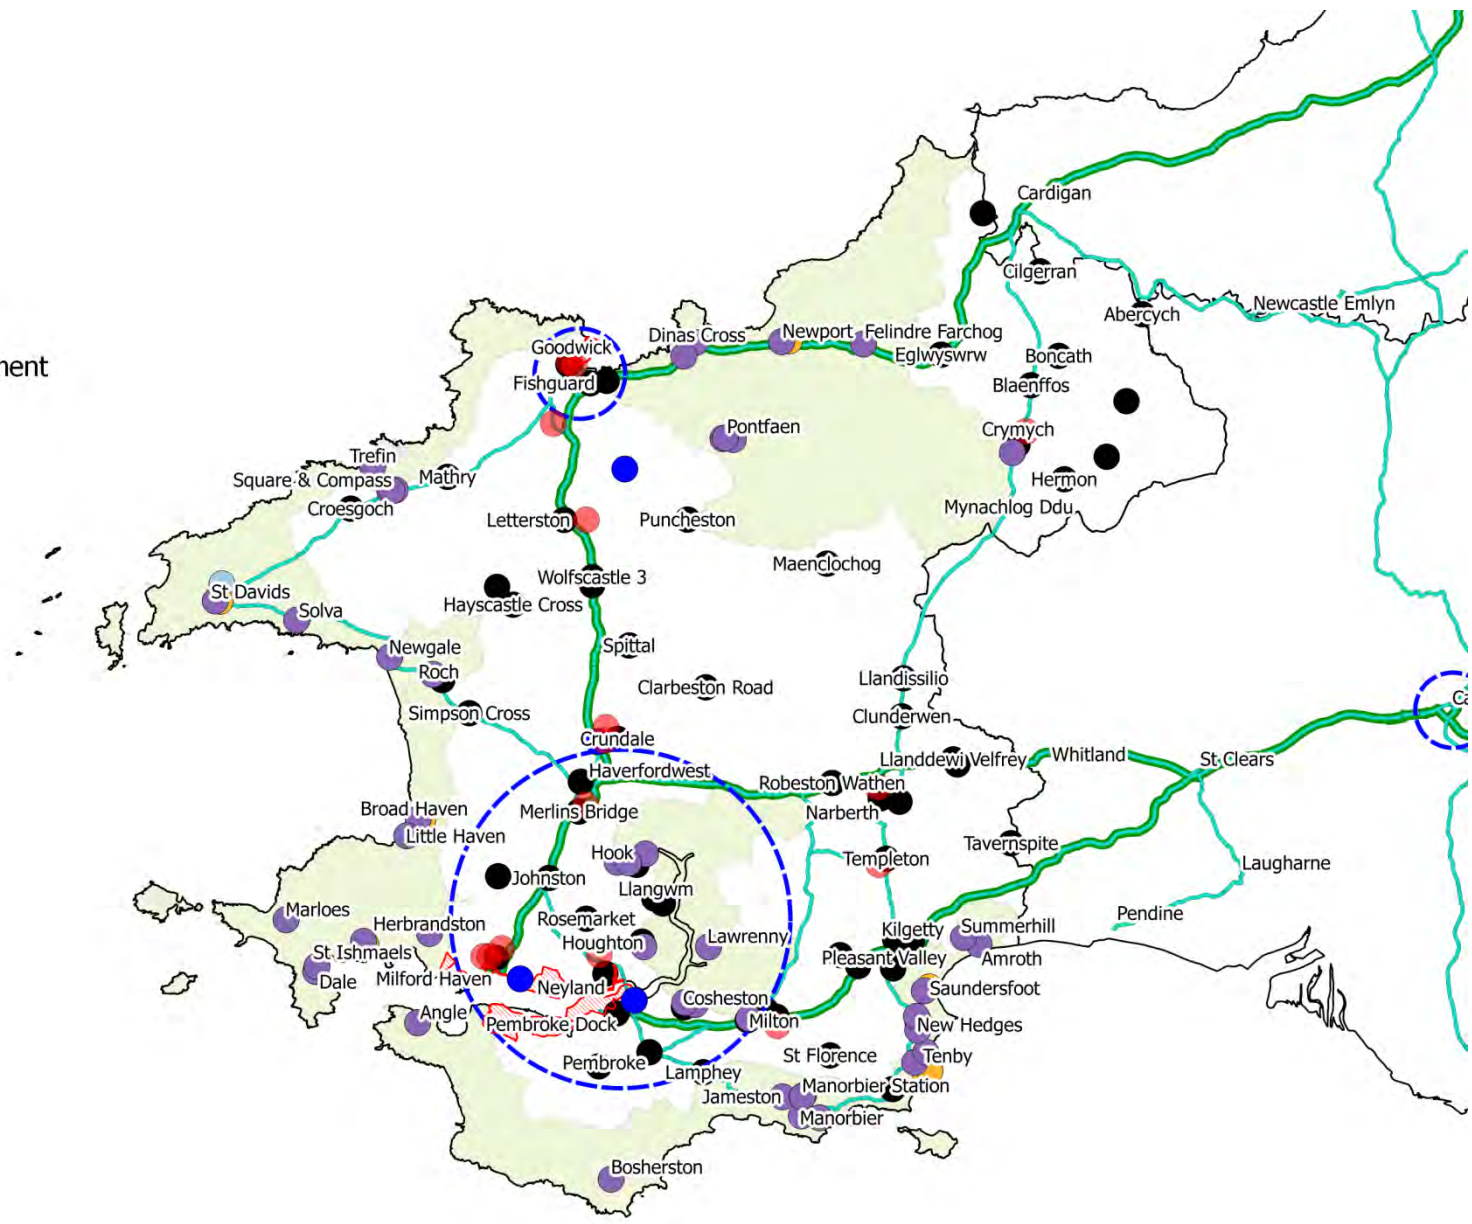 Cardigan
Cilgerran
Newcastle Emlyn
Abercych
Dinas Cross
Newport
Felindre Farchog
Eglwyswrw
Boncath
Goodwick
ment
Fishguard
Blaenffos
Pontfaen
Crymych
Trefin
Square & Compass
Mathry
Hermon
Croesgoch
Letterston
Puncheston
Mynachlog Ddu
Maenclochog
Wolfscastle 3
St Davids
Hayscastle Cross
Solva
Newgale
Spittal
Roch
Llandissilio
Clarbeston Road
Ca
Simpson Cross
Clunderwen
Crundale
Llanddewi Velfrey
Whitland
St Clears
Haverfordwest
Robeston Wathen
Broad Haven
Merlins Bridge
Narberth
Little Haven
Tavernspite
Hook
Templeton
Laugharne
Johnston
Llangwm
Marloes
Herbrandston
Rosemarket
Pendine
Kilgetty
Summerhill
St Ishmaels
Houghton
Lawrenny
Pleasant Valley
Amroth
Dale
Milford Haven
Neyland
Saundersfoot
Cosheston
Angle
Pembroke Dock
Milton
New Hedges
Pembroke
St Florence
Tenby
Lamphey
Manorbier Station
Jameston
Manorbier
Bosherston